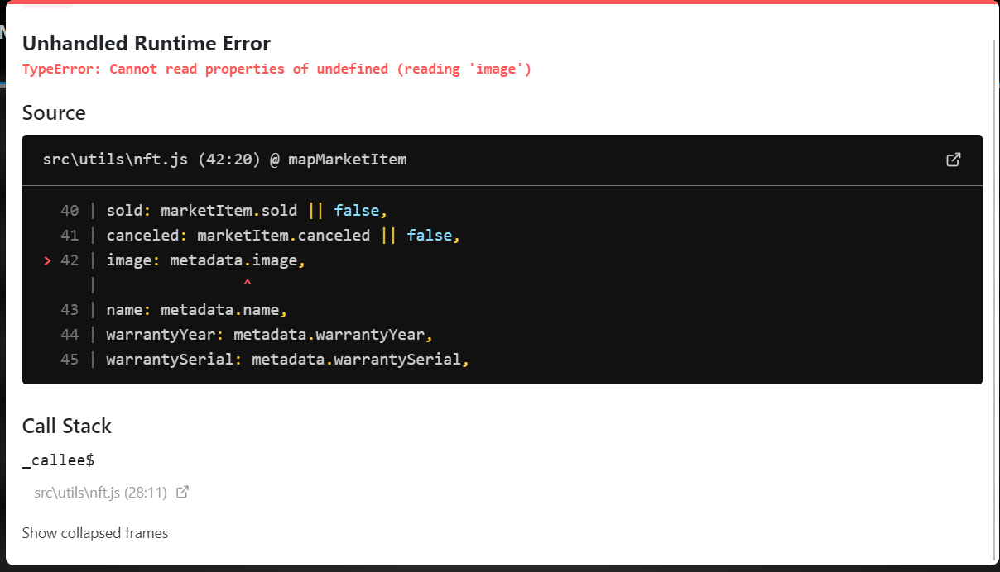 Unhandled Runtime Error
TypeError: Cannot read properties of undefined (reading 'image')
Source
src\utils\nft.js (42:20) @ mapMarketItem
40 | sold: marketItem.sold || false,
41 | canceled: marketItem.canceled || false,
> 42 | image: metadata.image,
| ^
43 | name: metadata.name,
44 | warrantyYear: metadata.warrantyYear,
45 | warrantySerial: metadata.warrantySerial,
Call Stack
_callee$
src\utils\nft.js (28:11)
Show collapsed frames